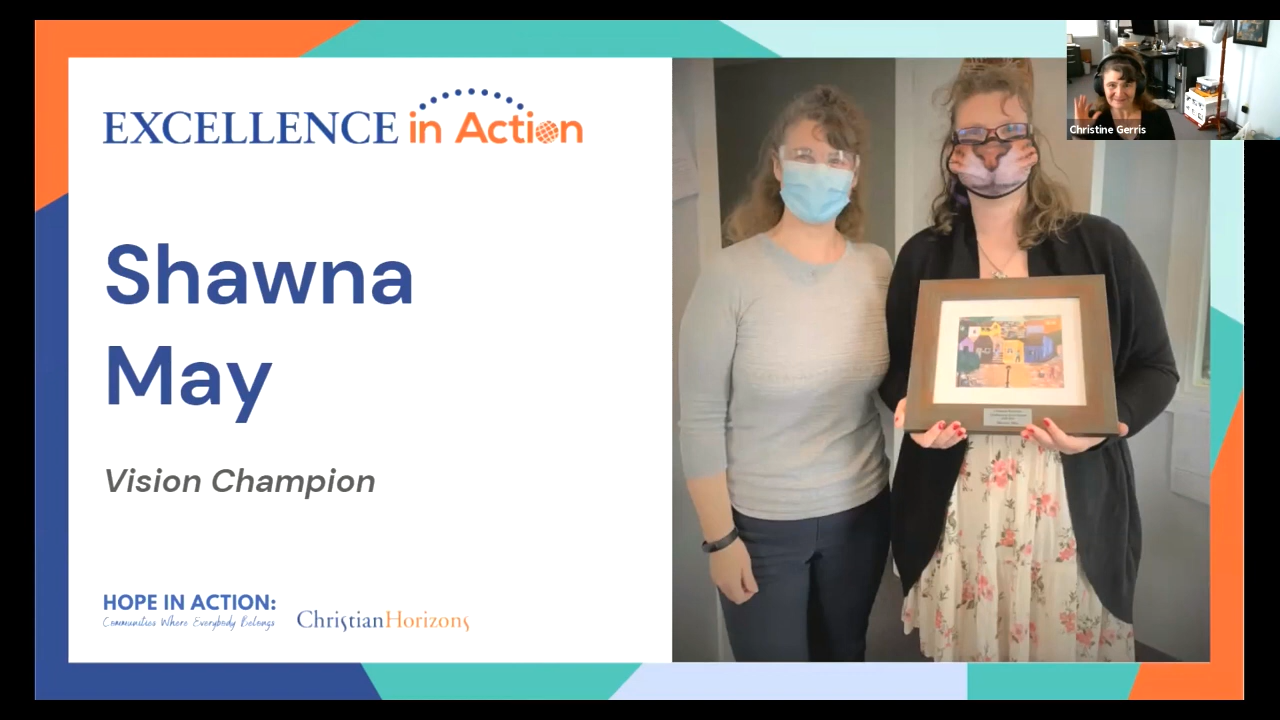 EXCELLENCE in Action
Shawna
May
Vision Champion
HOPE IN ACTION:
Communities Where Everybody Belongs
ChristianHorizons
Christine Gerris